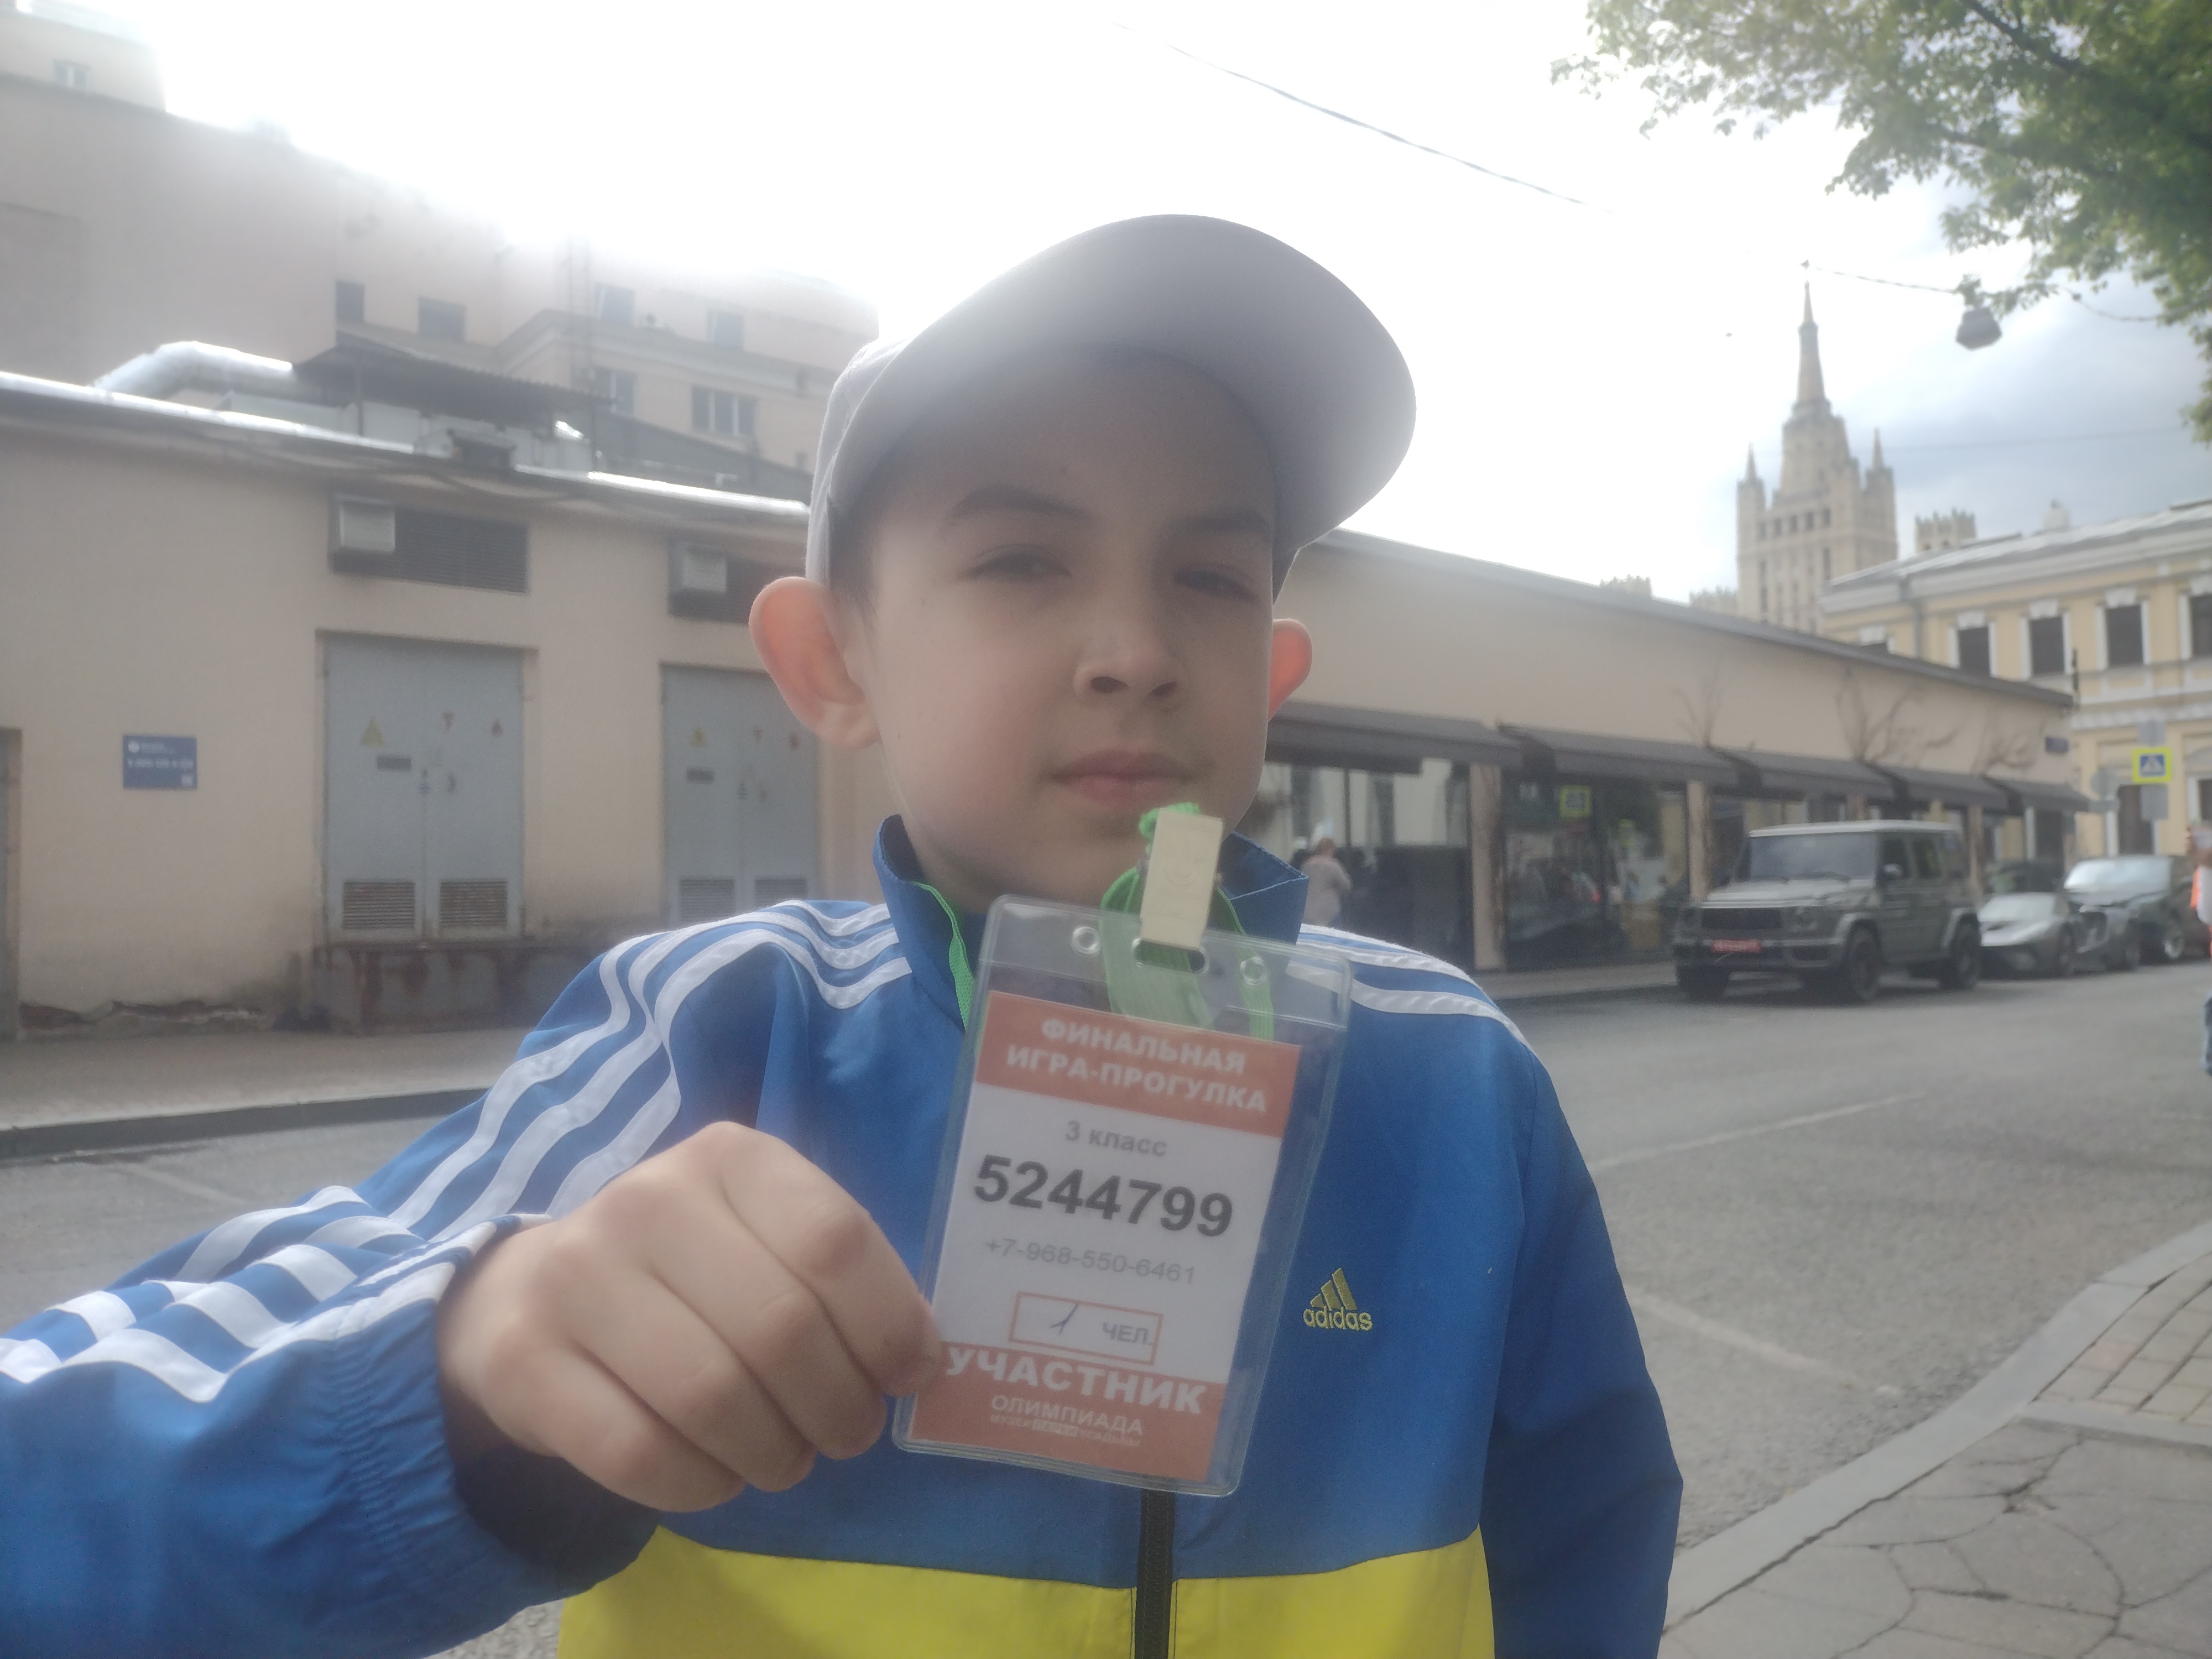 ФИНАЛЬНАЯ
ИГРА-ПРОГУЛКА
3 класс
5244799
+7-968-550-6461
1 ЧЕЛ.
УЧАСТНИК
ОЛИМПИАДА
adidas